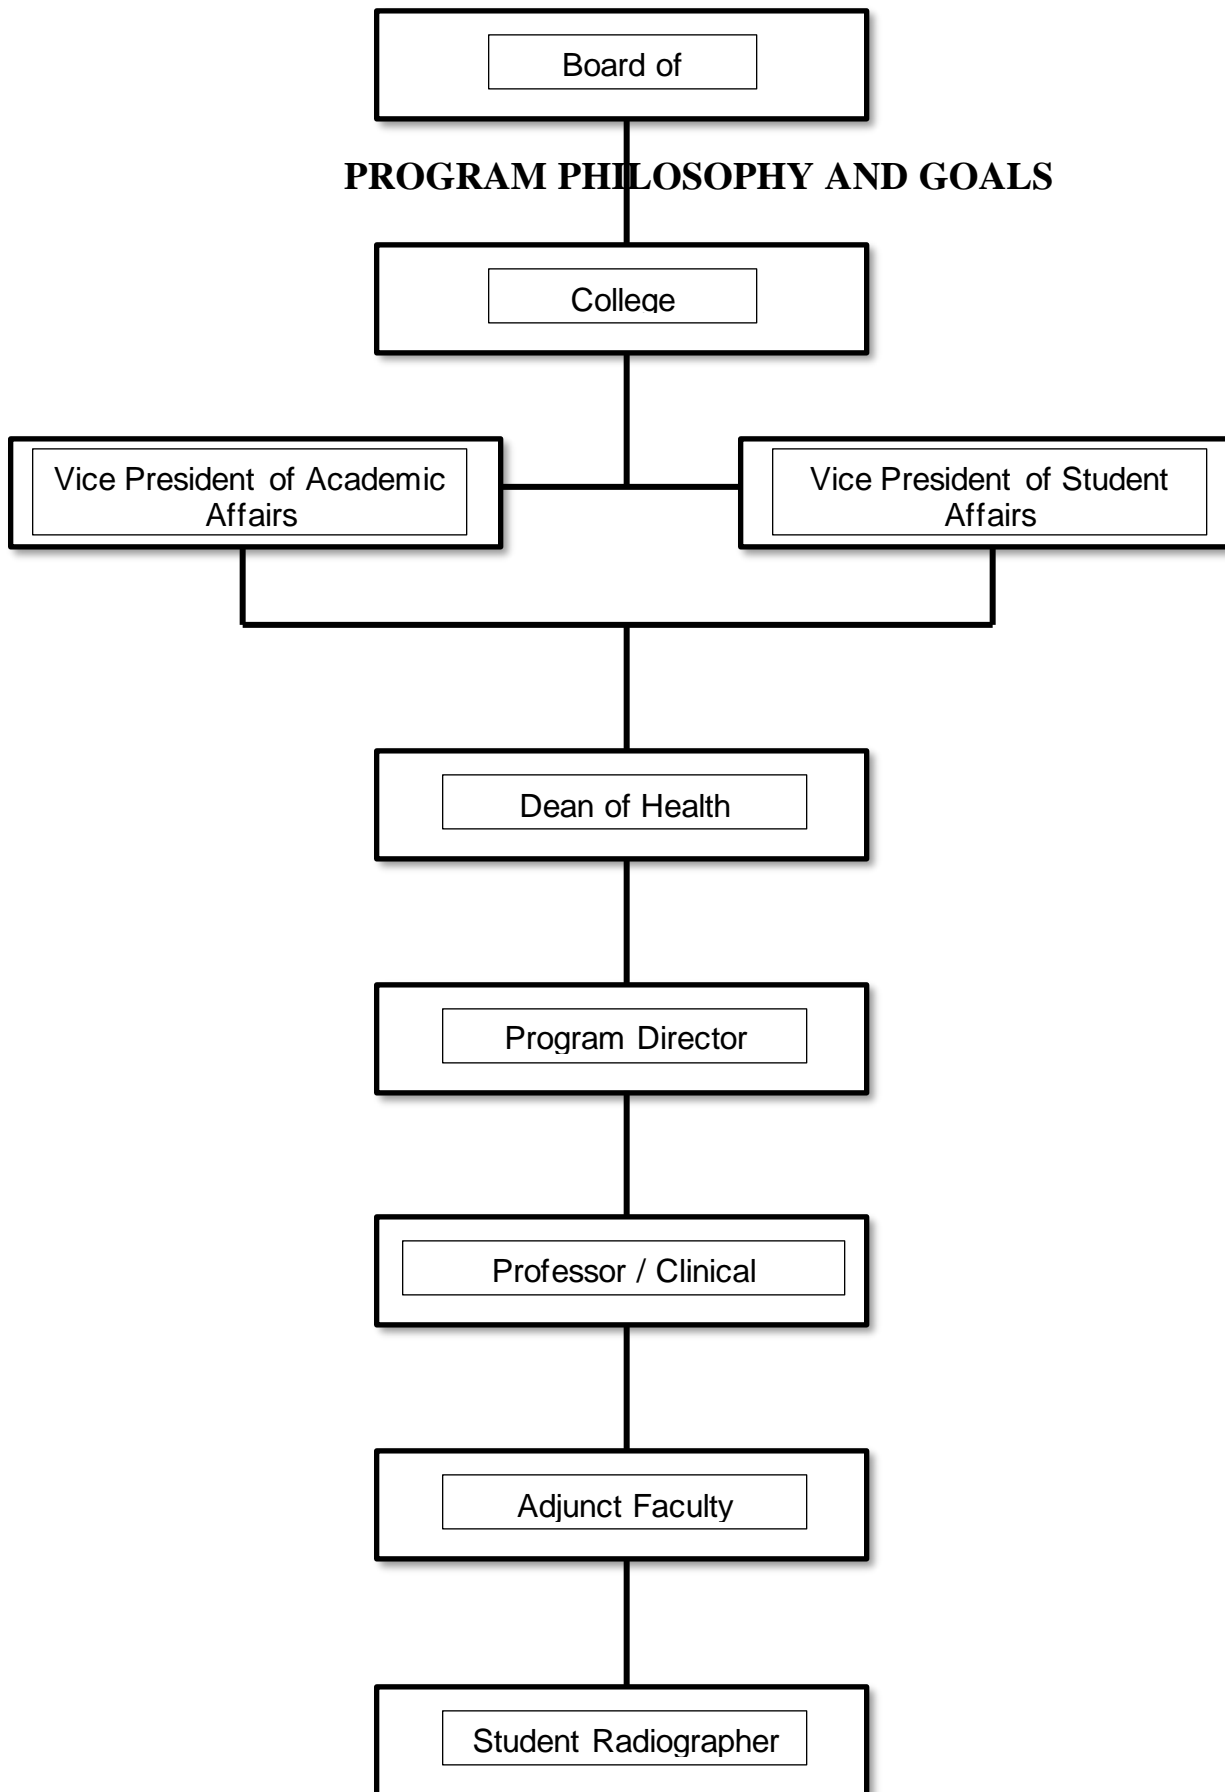 Board of
PROGRAM PHILOSOPHY AND GOALS
College
Vice President of Academic
Affairs
Vice President of Student
Affairs
Dean of Health
Program Director
Professor / Clinical
Adjunct Faculty
Student Radiographer